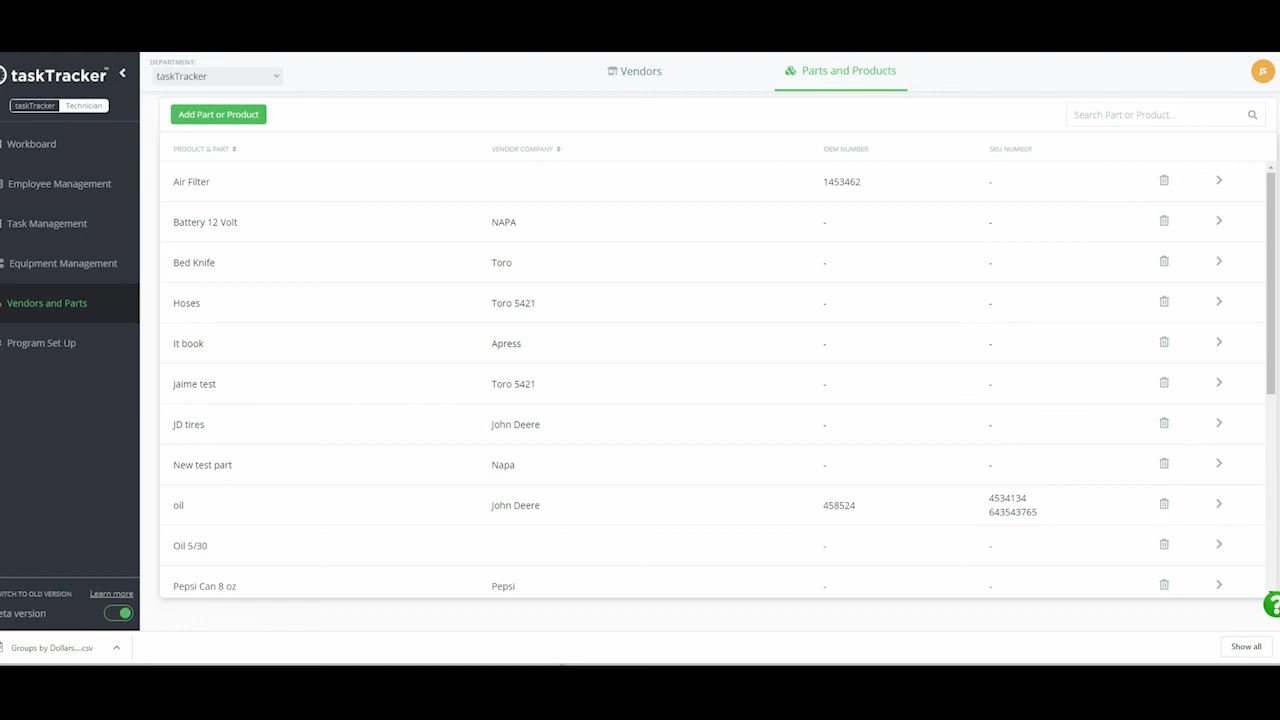 taskTracker™
taskTracker Technician
Workboard
Employee Management
Task Management
Equipment Management
Vendors and Parts
Program Set Up
Learn more
Groups by Dollars....csv
DEPARTMENT:
taskTracker
Vendors
Parts and Products
JS
Add Part or Product
Search Part or Product...
PRODUCT & PART VENDOR COMPANY OEM NUMBER SKU NUMBER
Air Filter 1453462 -
Battery 12 Volt NAPA - -
Bed Knife Toro - -
Hoses Toro 5421 - -
It book Apress - -
jaime test Toro 5421 - -
JD tires John Deere - -
New test part Napa - -
oil John Deere 458524 4534134
643543765
Oil 5/30 - -
Pepsi Can 8 oz Pepsi - -
ITCH TO OLD VERSION
eta version
?
Show all